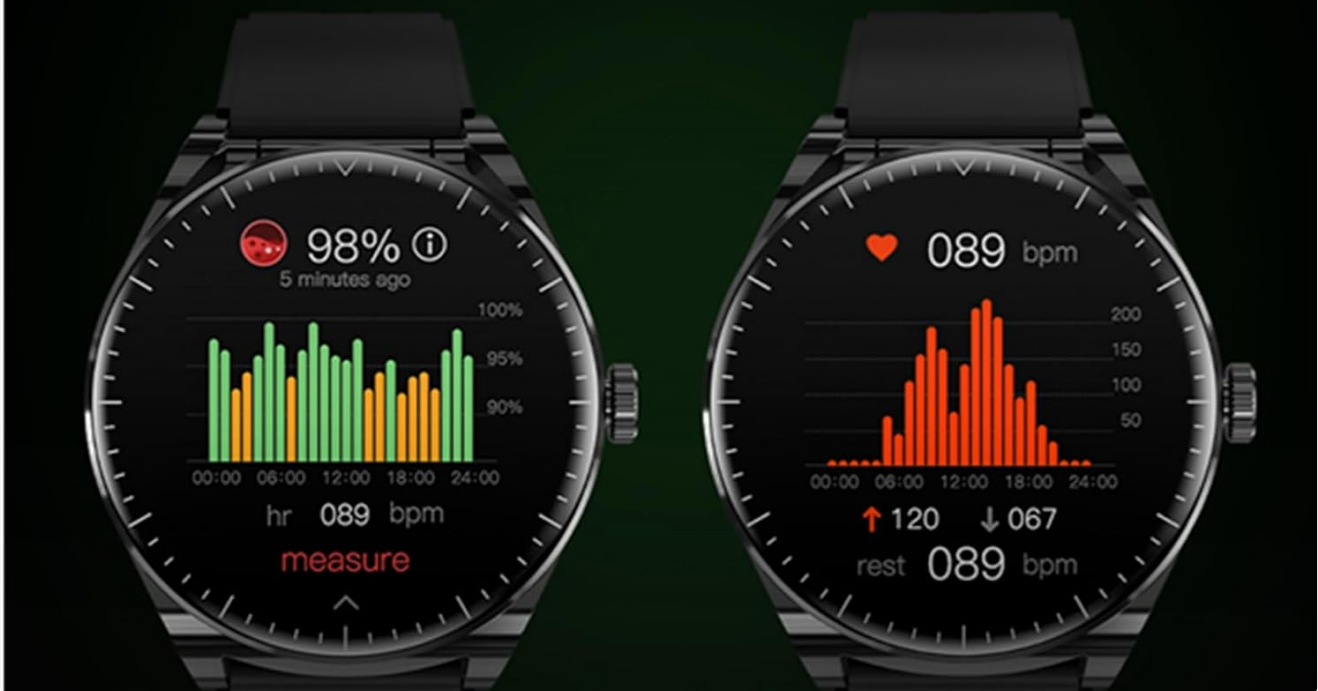 98%
5 minutes ago
100%
95%
90%
00:00 06:00 12:00 18:00 24:00
hr 089 bpm
measure
089 bpm
200
150
100
50
00:00 06:00 12:00 18:00 24:00
↑ 120 ↓ 067
rest 089 bpm